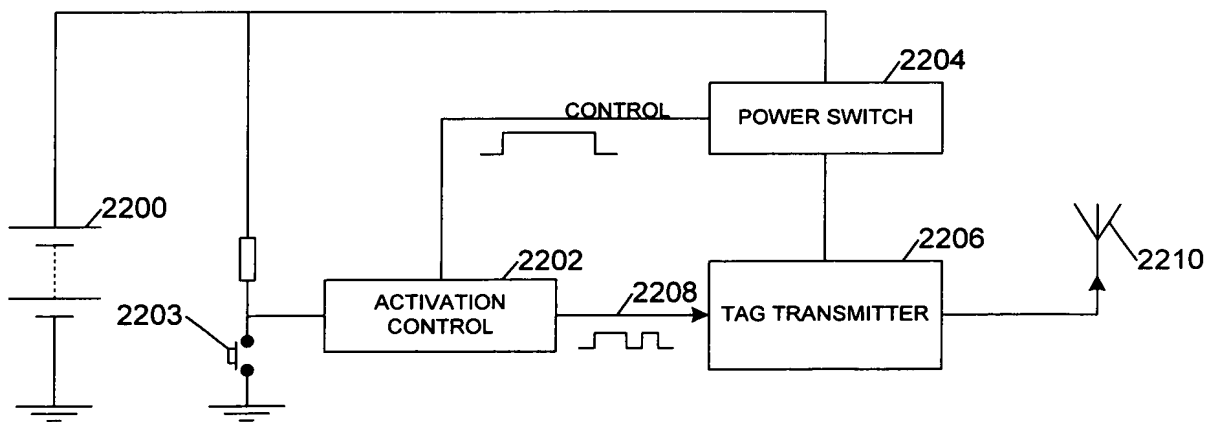 2204
CONTROL
POWER SWITCH
2200
2202
2206
2210
2208
2203
ACTIVATION
CONTROL
TAG TRANSMITTER